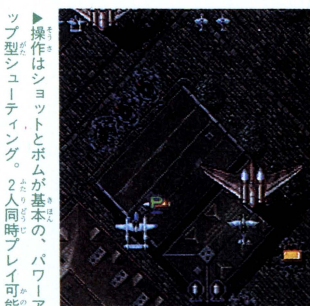 ▶操作はショットとボムが基本の、パワーア
ップ型シューティング。2人同時プレイ可能
P